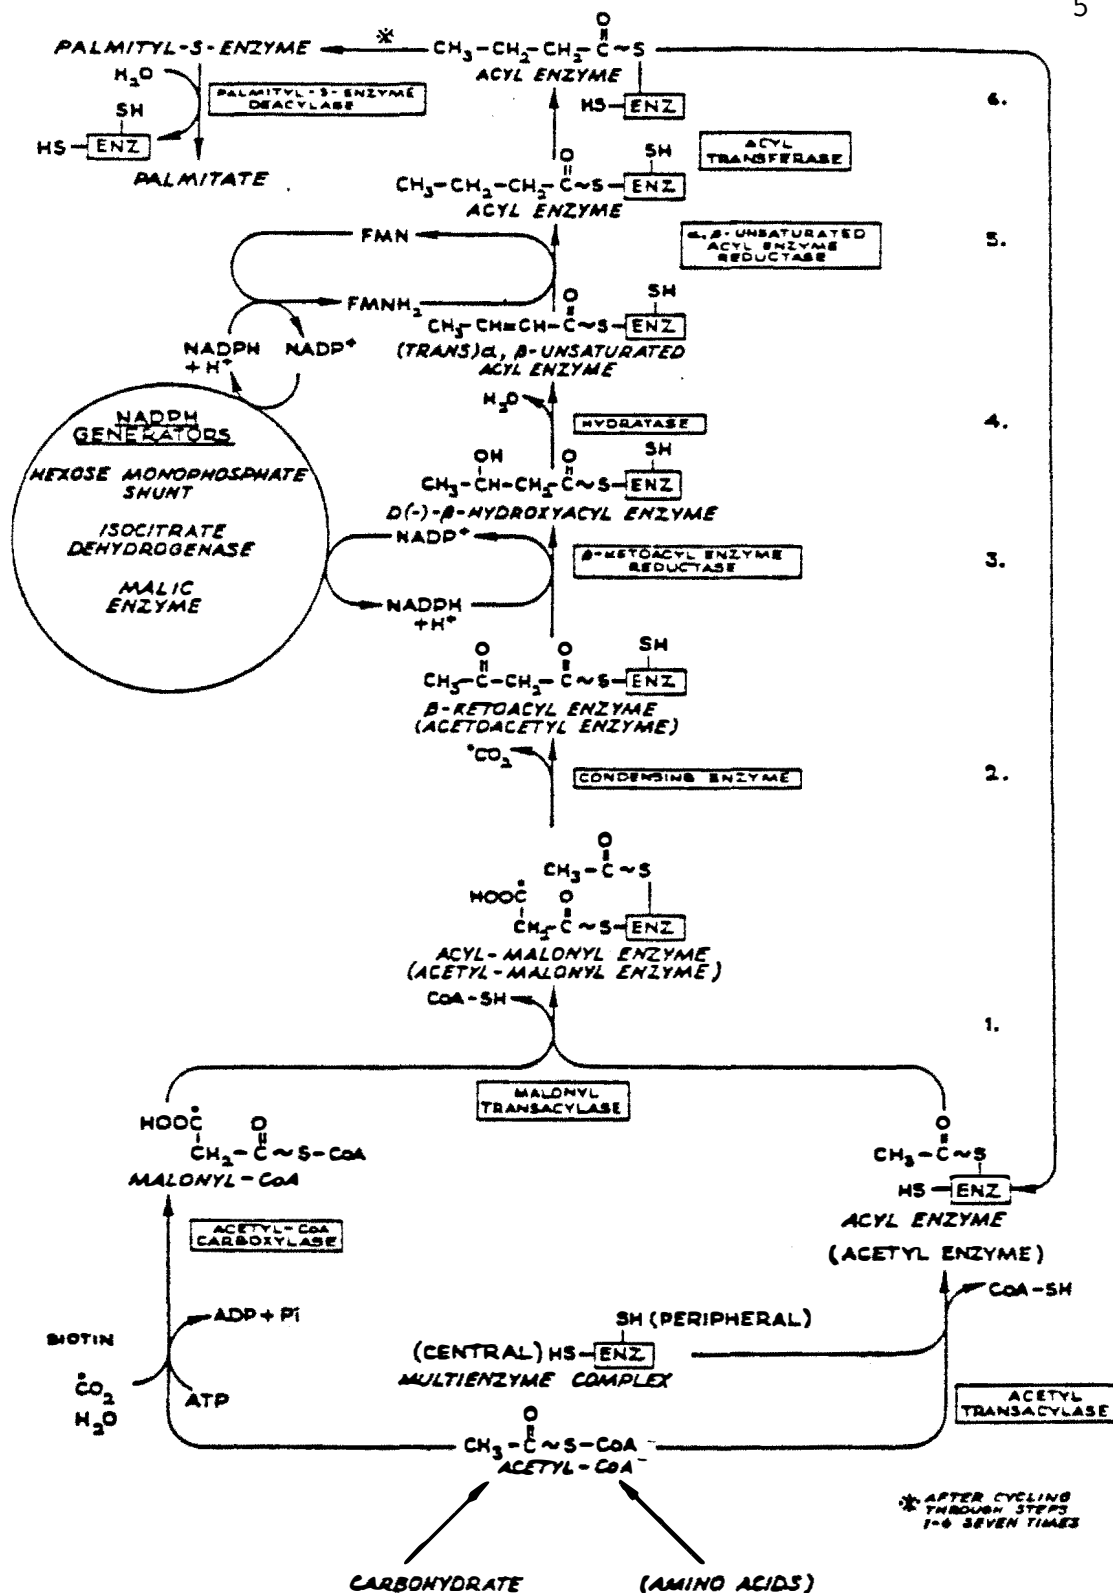 5
PALMITYL-S-ENZYME
※
CH₃-CH₂-CH₂-C~S
O
ACYL ENZYME
HS-ENZ
6.
H₂O
PALMITYL-S-ENZYME
DEACYLASE
SH
HS-ENZ
PALMITATE
ACYL
TRANSFERASE
O
SH
CH₃-CH₂-CH₂-C~S-ENZ
ACYL ENZYME
FMN
α,β-UNSATURATED
ACYL ENZYME
REDUCTASE
5.
FMNH₂
O
SH
CH₃-CH=CH-C~S-ENZ
(TRANS)α, β-UNSATURATED
ACYL ENZYME
NADPH
+H⁺
NADP⁺
H₂O
HYDRATASE
4.
NADPH
GENERATORS
HEXOSE MONOPHOSPHATE
SHUNT
ISOCITRATE
DEHYDROGENASE
MALIC
ENZYME
OH
O
SH
CH₃-CH-CH₂-C~S-ENZ
D(-)-β-HYDROXYACYL ENZYME
NADP⁺
β-KETOACYL ENZYME
REDUCTASE
3.
NADPH
+H⁺
O
O
SH
CH₃-C-CH₂-C~S-ENZ
β-KETOACYL ENZYME
(ACETOACETYL ENZYME)
*CO₂
CONDENSING ENZYME
2.
O
CH₃-C~S
HOOC*
O
CH₂-C~S-ENZ
ACYL-MALONYL ENZYME
(ACETYL-MALONYL ENZYME)
CoA-SH
1.
MALONYL
TRANSACYLASE
HOOC*
O
CH₂-C~S-CoA
MALONYL-CoA
O
CH₃-C~S
HS-ENZ
ACYL ENZYME
(ACETYL ENZYME)
ACETYL-CoA
CARBOXYLASE
CoA-SH
ADP+Pi
BIOTIN
*CO₂
H₂O
ATP
SH (PERIPHERAL)
(CENTRAL) HS-ENZ
MULTIENZYME COMPLEX
ACETYL
TRANSACYLASE
O
CH₃-C~S-CoA
ACETYL-CoA
※ AFTER CYCLING
THROUGH STEPS
1-6 SEVEN TIMES
CARBOHYDRATE
(AMINO ACIDS)